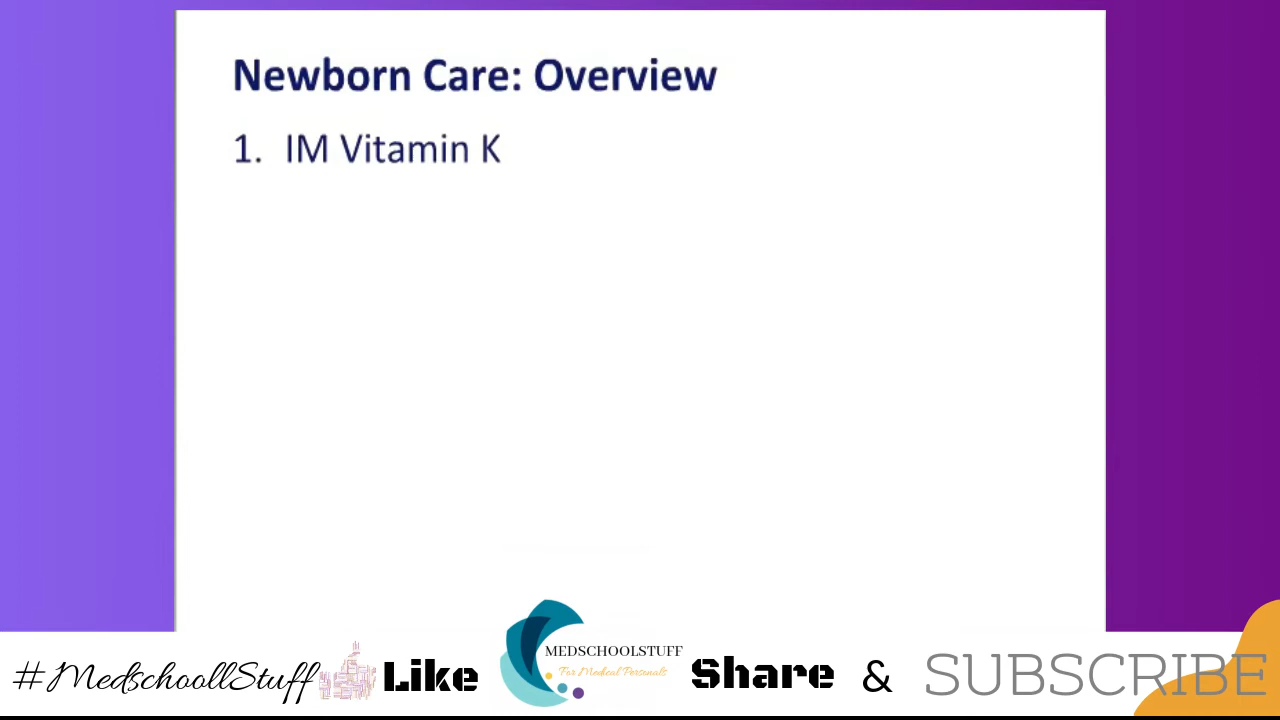 Newborn Care: Overview
1. IM Vitamin K
MEDSCHOOLSTUFF
For Medical Personals
#MedschoollStuff Like Share & SUBSCRIBE